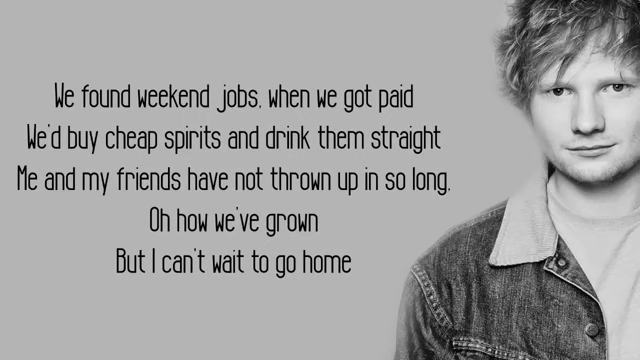 We found weekend jobs, when we got paid
We'd buy cheap spirits and drink them straight
Me and my friends have not thrown up in so long,
Oh how we've grown
But I can't wait to go home